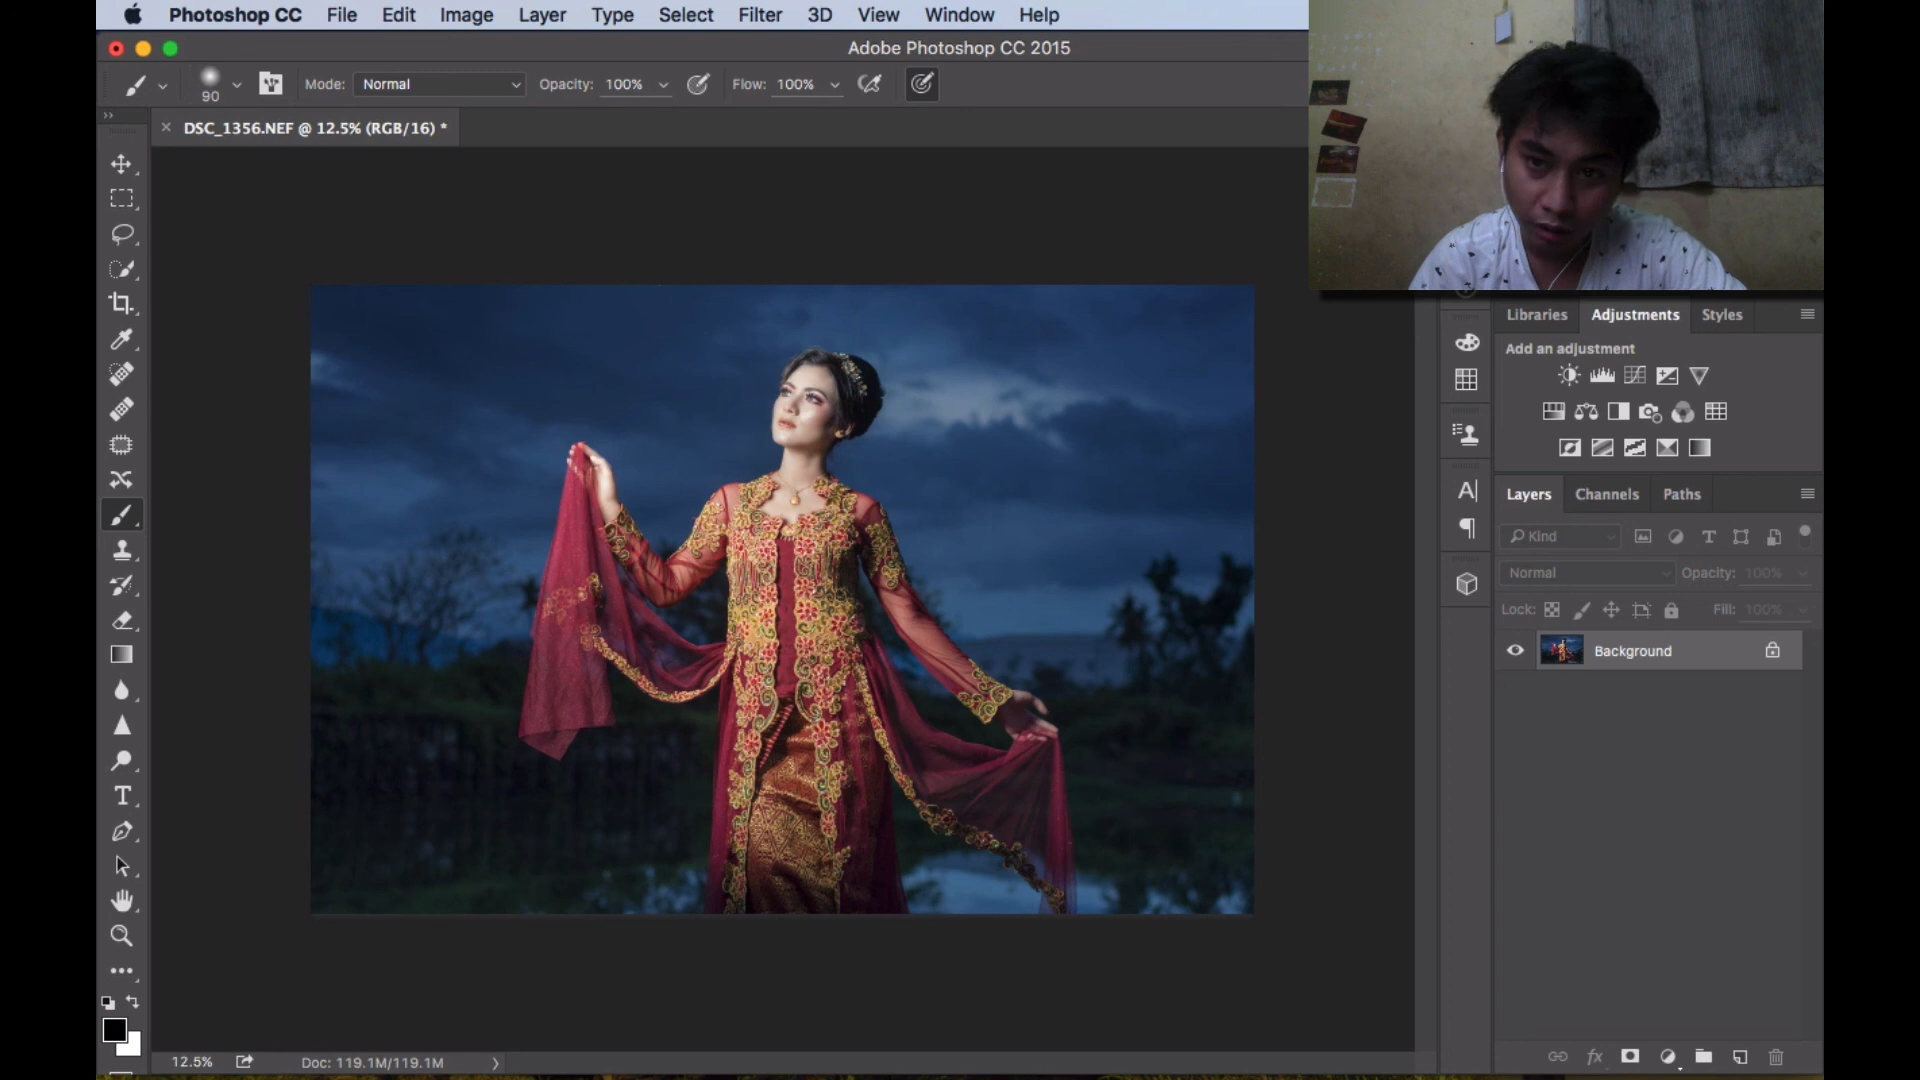 Photoshop CC File Edit Image Layer Type Select Filter 3D View Window Help
Adobe Photoshop CC 2015
90 Mode: Normal Opacity: 100% Flow: 100%
DSC_1356.NEF @ 12.5% (RGB/16) *
Libraries Adjustments Styles
Add an adjustment
Layers Channels Paths
Kind
Normal Opacity: 100%
Lock: Fill: 100%
Background
fx
12.5% Doc: 119.1M/119.1M